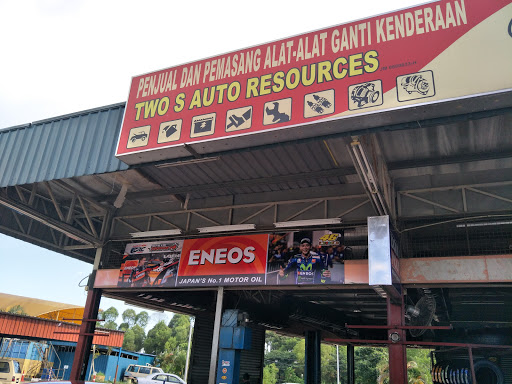 PENJUAL DAN PEMASANG ALAT-ALAT GANTI KENDERAAN
TWO S AUTO RESOURCES
ENEOS
JAPAN'S No.1 MOTOR OIL